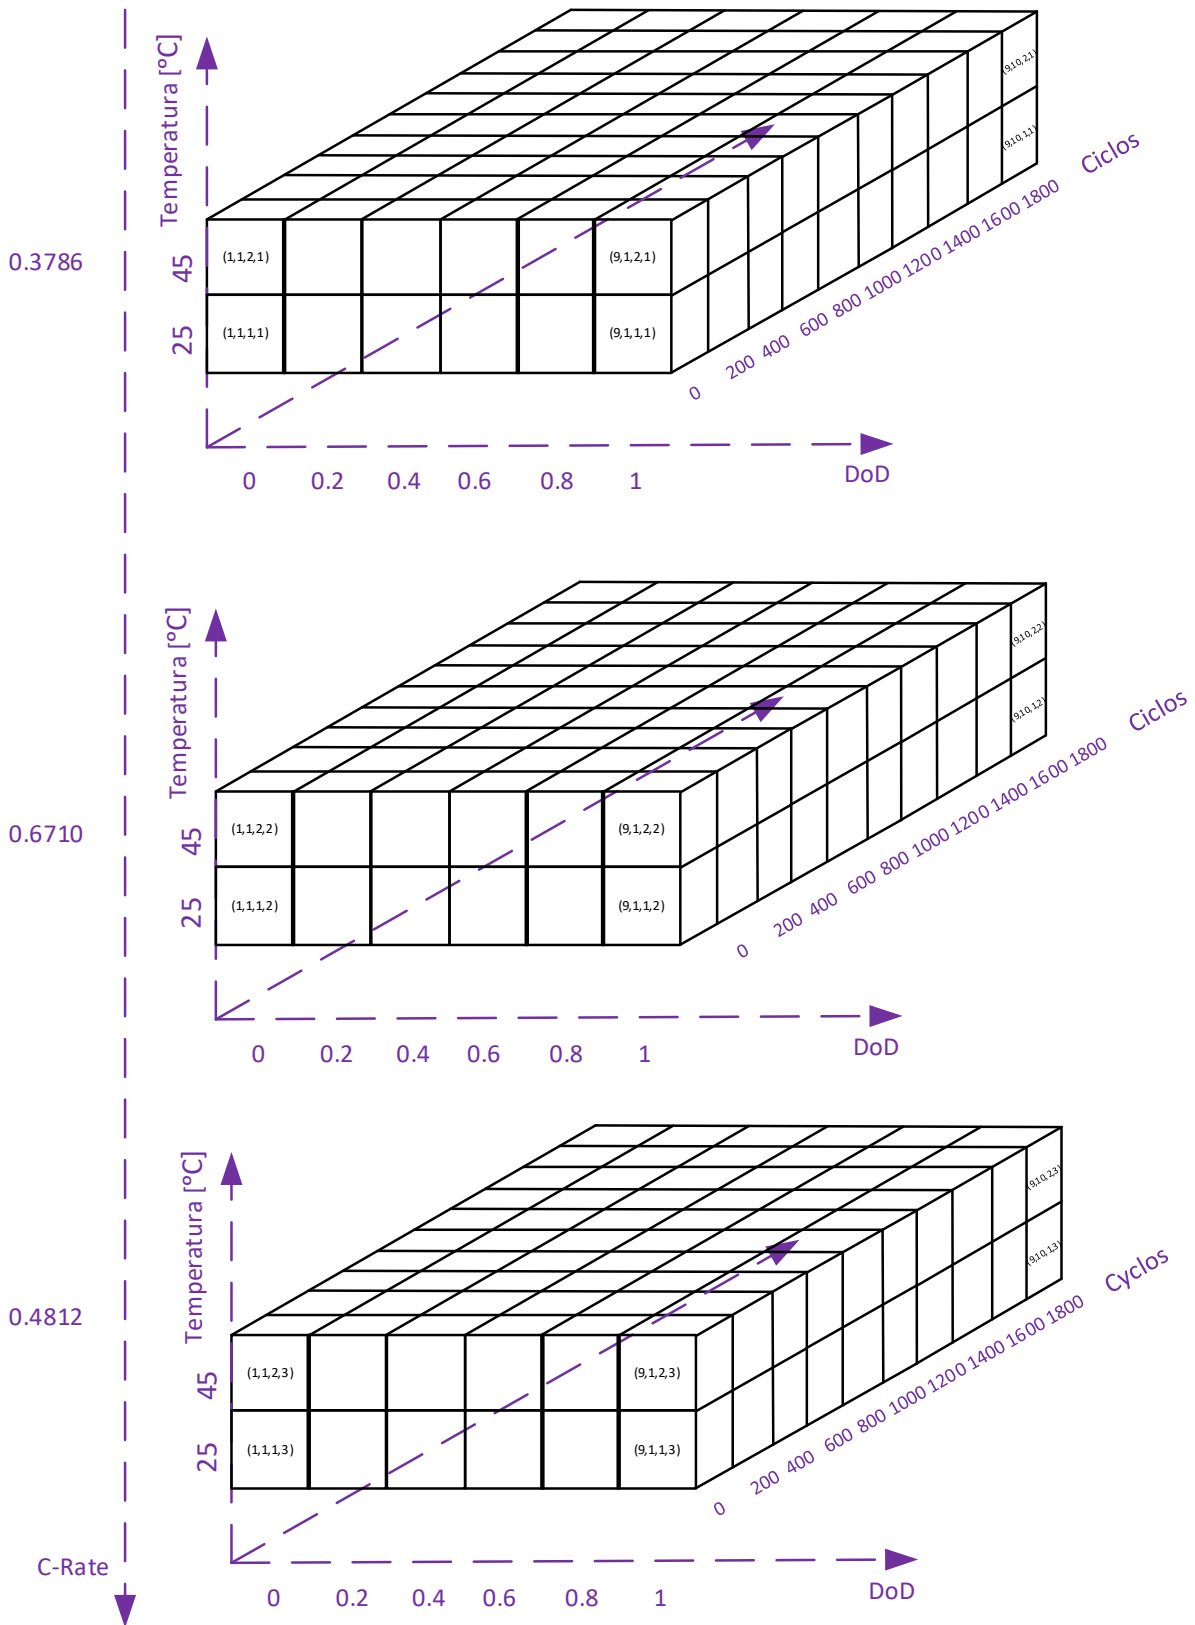 0.3786
Temperatura [ºC]
45
25
(1,1,2,1)
(9,1,2,1)
(1,1,1,1)
(9,1,1,1)
(9,10,2,1)
(9,10,1,1)
0 200 400 600 800 1000 1200 1400 1600 1800
Ciclos
0 0.2 0.4 0.6 0.8 1
DoD
0.6710
Temperatura [ºC]
45
25
(1,1,2,2)
(9,1,2,2)
(1,1,1,2)
(9,1,1,2)
(9,10,2,2)
(9,10,1,2)
0 200 400 600 800 1000 1200 1400 1600 1800
Ciclos
0 0.2 0.4 0.6 0.8 1
DoD
0.4812
Temperatura [ºC]
45
25
(1,1,2,3)
(9,1,2,3)
(1,1,1,3)
(9,1,1,3)
(9,10,2,3)
(9,10,1,3)
0 200 400 600 800 1000 1200 1400 1600 1800
Cyclos
0 0.2 0.4 0.6 0.8 1
DoD
C-Rate